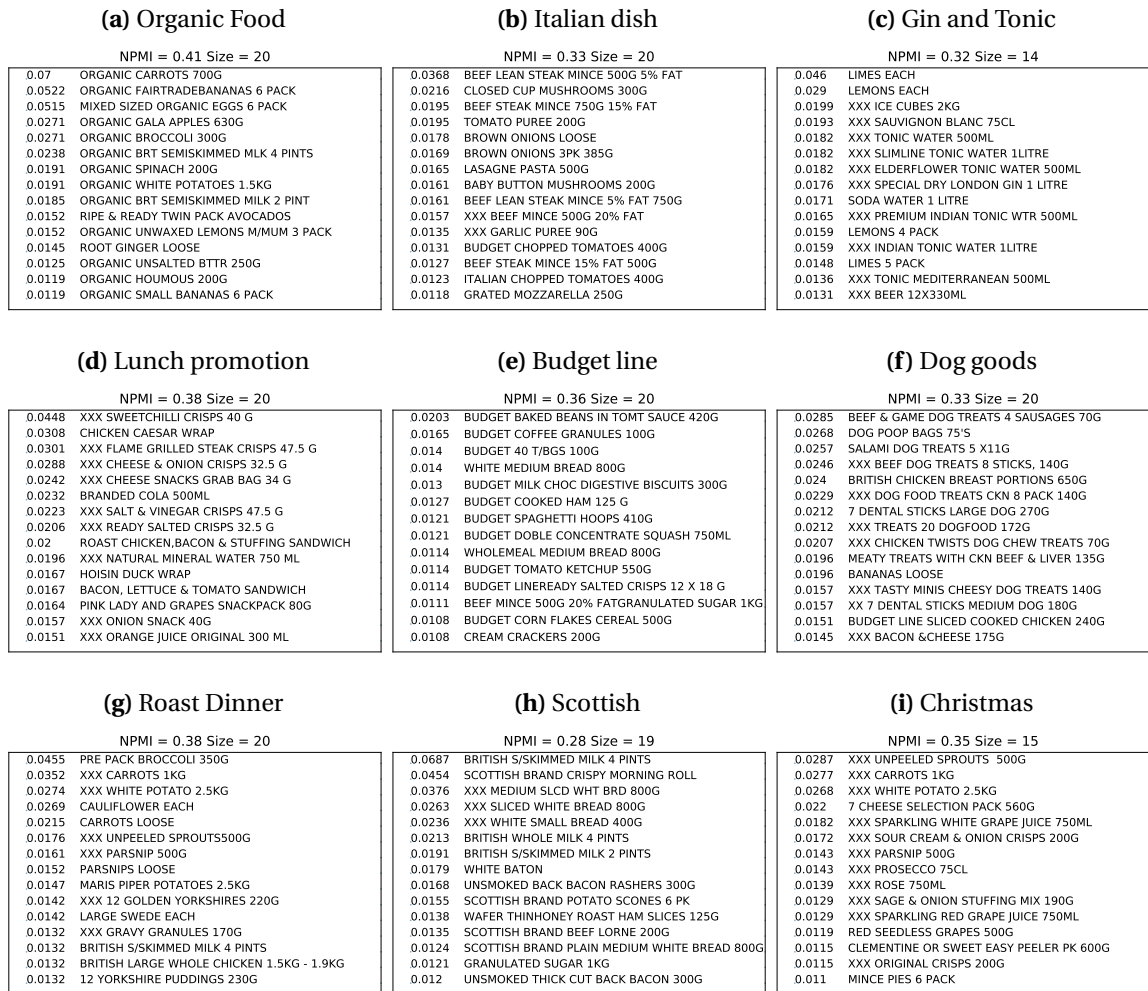 (a) Organic Food
NPMI = 0.41 Size = 20
0.07 ORGANIC CARROTS 700G
0.0522 ORGANIC FAIRTRADEBANANAS 6 PACK
0.0515 MIXED SIZED ORGANIC EGGS 6 PACK
0.0271 ORGANIC GALA APPLES 630G
0.0271 ORGANIC BROCCOLI 300G
0.0238 ORGANIC BRT SEMISKIMMED MLK 4 PINTS
0.0191 ORGANIC SPINACH 200G
0.0191 ORGANIC WHITE POTATOES 1.5KG
0.0185 ORGANIC BRT SEMISKIMMED MILK 2 PINT
0.0152 RIPE & READY TWIN PACK AVOCADOS
0.0152 ORGANIC UNWAXED LEMONS M/MUM 3 PACK
0.0145 ROOT GINGER LOOSE
0.0125 ORGANIC UNSALTED BTTR 250G
0.0119 ORGANIC HOUMOUS 200G
0.0119 ORGANIC SMALL BANANAS 6 PACK
(b) Italian dish
NPMI = 0.33 Size = 20
0.0368 BEEF LEAN STEAK MINCE 500G 5% FAT
0.0216 CLOSED CUP MUSHROOMS 300G
0.0195 BEEF STEAK MINCE 750G 15% FAT
0.0195 TOMATO PUREE 200G
0.0178 BROWN ONIONS LOOSE
0.0169 BROWN ONIONS 3PK 385G
0.0165 LASAGNE PASTA 500G
0.0161 BABY BUTTON MUSHROOMS 200G
0.0161 BEEF LEAN STEAK MINCE 5% FAT 750G
0.0157 XXX BEEF MINCE 500G 20% FAT
0.0135 XXX GARLIC PUREE 90G
0.0131 BUDGET CHOPPED TOMATOES 400G
0.0127 BEEF STEAK MINCE 15% FAT 500G
0.0123 ITALIAN CHOPPED TOMATOES 400G
0.0118 GRATED MOZZARELLA 250G
(c) Gin and Tonic
NPMI = 0.32 Size = 14
0.046 LIMES EACH
0.029 LEMONS EACH
0.0199 XXX ICE CUBES 2KG
0.0193 XXX SAUVIGNON BLANC 75CL
0.0182 XXX TONIC WATER 500ML
0.0182 XXX SLIMLINE TONIC WATER 1LITRE
0.0182 XXX ELDERFLOWER TONIC WATER 500ML
0.0176 XXX SPECIAL DRY LONDON GIN 1 LITRE
0.0171 SODA WATER 1 LITRE
0.0165 XXX PREMIUM INDIAN TONIC WTR 500ML
0.0159 LEMONS 4 PACK
0.0159 XXX INDIAN TONIC WATER 1LITRE
0.0148 LIMES 5 PACK
0.0136 XXX TONIC MEDITERRANEAN 500ML
0.0131 XXX BEER 12X330ML
(d) Lunch promotion
NPMI = 0.38 Size = 20
0.0448 XXX SWEETCHILLI CRISPS 40 G
0.0308 CHICKEN CAESAR WRAP
0.0301 XXX FLAME GRILLED STEAK CRISPS 47.5 G
0.0288 XXX CHEESE & ONION CRISPS 32.5 G
0.0242 XXX CHEESE SNACKS GRAB BAG 34 G
0.0232 BRANDED COLA 500ML
0.0223 XXX SALT & VINEGAR CRISPS 47.5 G
0.0206 XXX READY SALTED CRISPS 32.5 G
0.02 ROAST CHICKEN,BACON & STUFFING SANDWICH
0.0196 XXX NATURAL MINERAL WATER 750 ML
0.0167 HOISIN DUCK WRAP
0.0167 BACON, LETTUCE & TOMATO SANDWICH
0.0164 PINK LADY AND GRAPES SNACKPACK 80G
0.0157 XXX ONION SNACK 40G
0.0151 XXX ORANGE JUICE ORIGINAL 300 ML
(e) Budget line
NPMI = 0.36 Size = 20
0.0203 BUDGET BAKED BEANS IN TOMT SAUCE 420G
0.0165 BUDGET COFFEE GRANULES 100G
0.014 BUDGET 40 T/BGS 100G
0.014 WHITE MEDIUM BREAD 800G
0.013 BUDGET MILK CHOC DIGESTIVE BISCUITS 300G
0.0127 BUDGET COOKED HAM 125 G
0.0121 BUDGET SPAGHETTI HOOPS 410G
0.0121 BUDGET DOBLE CONCENTRATE SQUASH 750ML
0.0114 WHOLEMEAL MEDIUM BREAD 800G
0.0114 BUDGET TOMATO KETCHUP 550G
0.0114 BUDGET LINEREADY SALTED CRISPS 12 X 18 G
0.0111 BEEF MINCE 500G 20% FATGRANULATED SUGAR 1KG
0.0108 BUDGET CORN FLAKES CEREAL 500G
0.0108 CREAM CRACKERS 200G
(f) Dog goods
NPMI = 0.33 Size = 20
0.0285 BEEF & GAME DOG TREATS 4 SAUSAGES 70G
0.0268 DOG POOP BAGS 75'S
0.0257 SALAMI DOG TREATS 5 X11G
0.0246 XXX BEEF DOG TREATS 8 STICKS, 140G
0.024 BRITISH CHICKEN BREAST PORTIONS 650G
0.0229 XXX DOG FOOD TREATS CKN 8 PACK 140G
0.0212 7 DENTAL STICKS LARGE DOG 270G
0.0212 XXX TREATS 20 DOGFOOD 172G
0.0207 XXX CHICKEN TWISTS DOG CHEW TREATS 70G
0.0196 MEATY TREATS WITH CKN BEEF & LIVER 135G
0.0196 BANANAS LOOSE
0.0157 XXX TASTY MINIS CHEESY DOG TREATS 140G
0.0157 XX 7 DENTAL STICKS MEDIUM DOG 180G
0.0151 BUDGET LINE SLICED COOKED CHICKEN 240G
0.0145 XXX BACON &CHEESE 175G
(g) Roast Dinner
NPMI = 0.38 Size = 20
0.0455 PRE PACK BROCCOLI 350G
0.0352 XXX CARROTS 1KG
0.0274 XXX WHITE POTATO 2.5KG
0.0269 CAULIFLOWER EACH
0.0215 CARROTS LOOSE
0.0176 XXX UNPEELED SPROUTS500G
0.0161 XXX PARSNIP 500G
0.0152 PARSNIPS LOOSE
0.0147 MARIS PIPER POTATOES 2.5KG
0.0142 XXX 12 GOLDEN YORKSHIRES 220G
0.0142 LARGE SWEDE EACH
0.0132 XXX GRAVY GRANULES 170G
0.0132 BRITISH S/SKIMMED MILK 4 PINTS
0.0132 BRITISH LARGE WHOLE CHICKEN 1.5KG - 1.9KG
0.0132 12 YORKSHIRE PUDDINGS 230G
(h) Scottish
NPMI = 0.28 Size = 19
0.0687 BRITISH S/SKIMMED MILK 4 PINTS
0.0454 SCOTTISH BRAND CRISPY MORNING ROLL
0.0376 XXX MEDIUM SLCD WHT BRD 800G
0.0263 XXX SLICED WHITE BREAD 800G
0.0236 XXX WHITE SMALL BREAD 400G
0.0213 BRITISH WHOLE MILK 4 PINTS
0.0191 BRITISH S/SKIMMED MILK 2 PINTS
0.0179 WHITE BATON
0.0168 UNSMOKED BACK BACON RASHERS 300G
0.0155 SCOTTISH BRAND POTATO SCONES 6 PK
0.0138 WAFER THINHONEY ROAST HAM SLICES 125G
0.0135 SCOTTISH BRAND BEEF LORNE 200G
0.0124 SCOTTISH BRAND PLAIN MEDIUM WHITE BREAD 800G
0.0121 GRANULATED SUGAR 1KG
0.012 UNSMOKED THICK CUT BACK BACON 300G
(i) Christmas
NPMI = 0.35 Size = 15
0.0287 XXX UNPEELED SPROUTS 500G
0.0277 XXX CARROTS 1KG
0.0268 XXX WHITE POTATO 2.5KG
0.022 7 CHEESE SELECTION PACK 560G
0.0182 XXX SPARKLING WHITE GRAPE JUICE 750ML
0.0172 XXX SOUR CREAM & ONION CRISPS 200G
0.0143 XXX PARSNIP 500G
0.0143 XXX PROSECCO 75CL
0.0139 XXX ROSE 750ML
0.0129 XXX SAGE & ONION STUFFING MIX 190G
0.0129 XXX SPARKLING RED GRAPE JUICE 750ML
0.0119 RED SEEDLESS GRAPES 500G
0.0115 CLEMENTINE OR SWEET EASY PEELER PK 600G
0.0115 XXX ORIGINAL CRISPS 200G
0.011 MINCE PIES 6 PACK